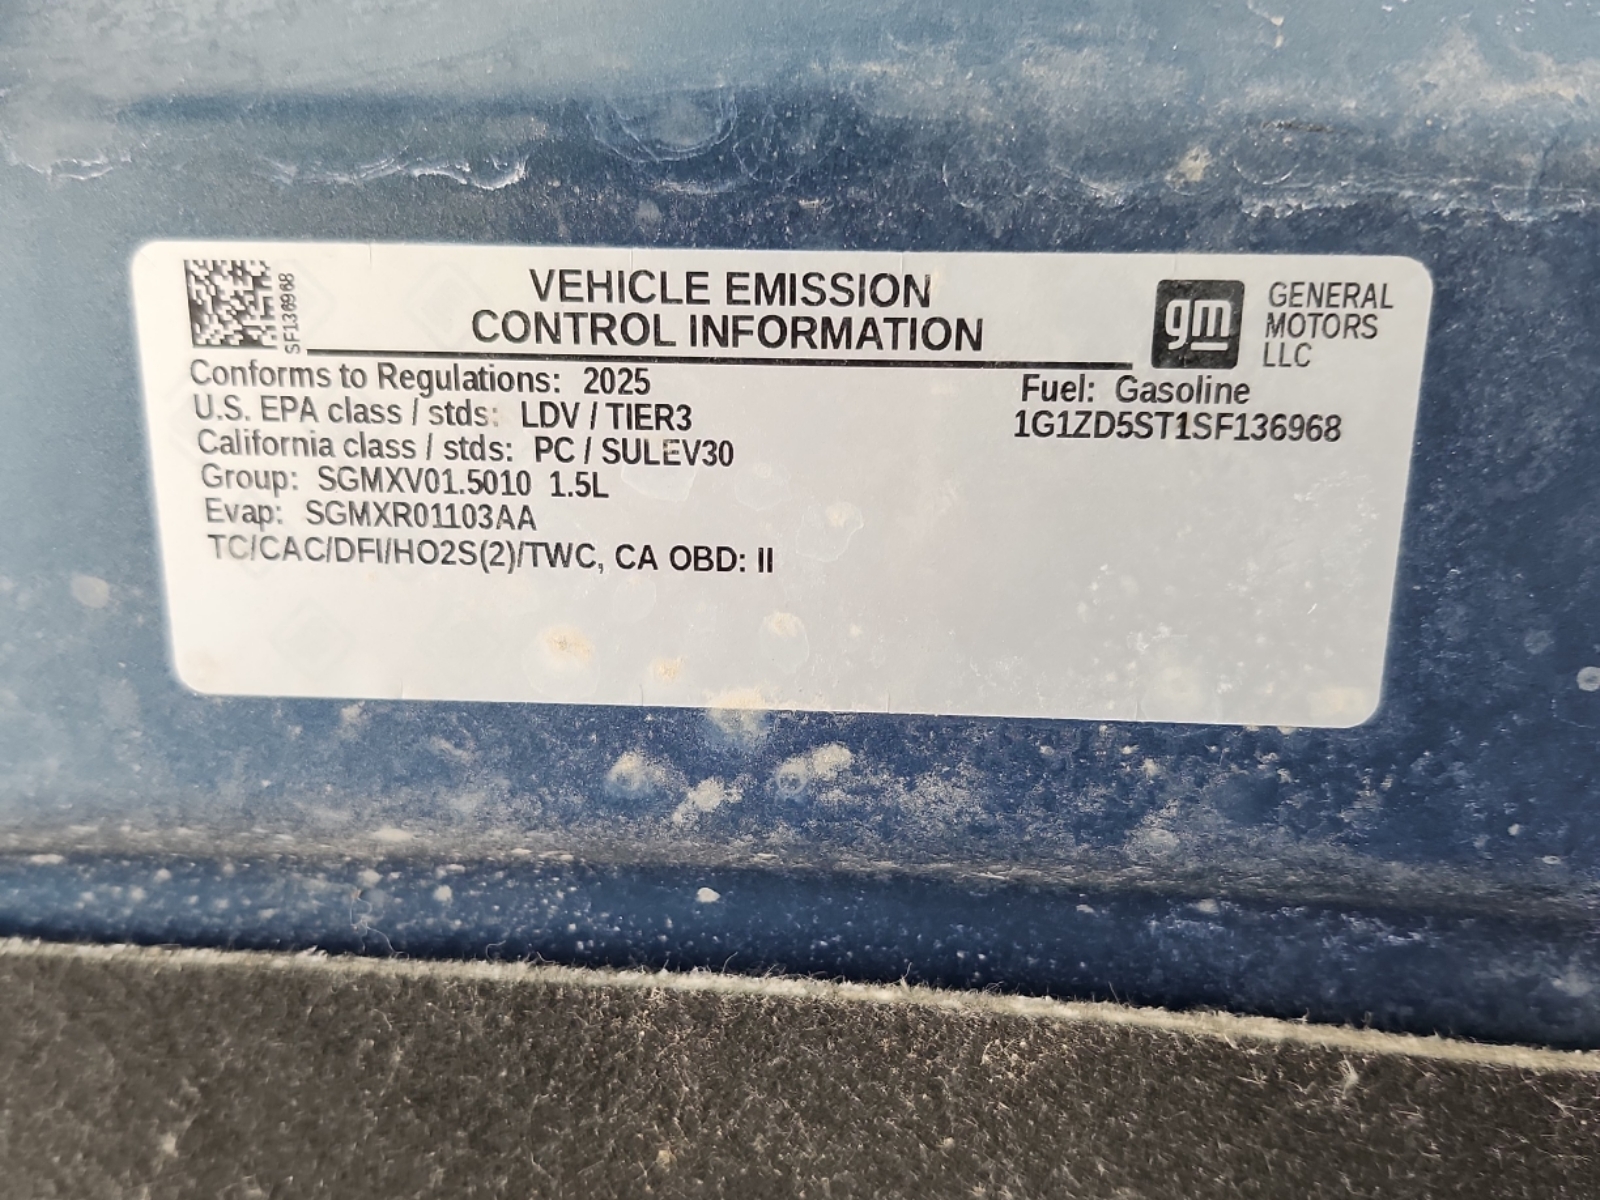 SF136968
VEHICLE EMISSION
CONTROL INFORMATION
gm
GENERAL
MOTORS
LLC
Conforms to Regulations: 2025
U.S. EPA class / stds: LDV / TIER3
California class / stds: PC / SULEV30
Group: SGMXV01.5010 1.5L
Evap: SGMXR01103AA
TC/CAC/DFI/HO2S(2)/TWC, CA OBD: II
Fuel: Gasoline
1G1ZD5ST1SF136968